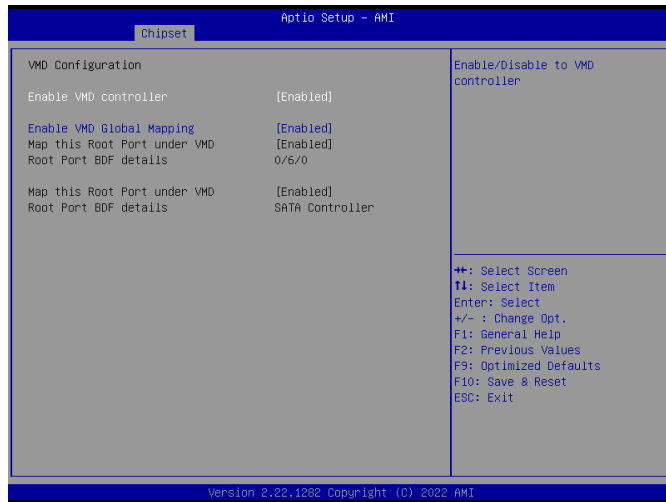 Aptio Setup – AMI
Chipset
VMD Configuration
Enable VMD controller [Enabled]
Enable VMD Global Mapping [Enabled]
Map this Root Port under VMD [Enabled]
Root Port BDF details 0/6/0
Map this Root Port under VMD [Enabled]
Root Port BDF details SATA Controller
Enable/Disable to VMD
controller
→←: Select Screen
↑↓: Select Item
Enter: Select
+/- : Change Opt.
F1: General Help
F2: Previous Values
F9: Optimized Defaults
F10: Save & Reset
ESC: Exit
Version 2.22.1282 Copyright (C) 2022 AMI